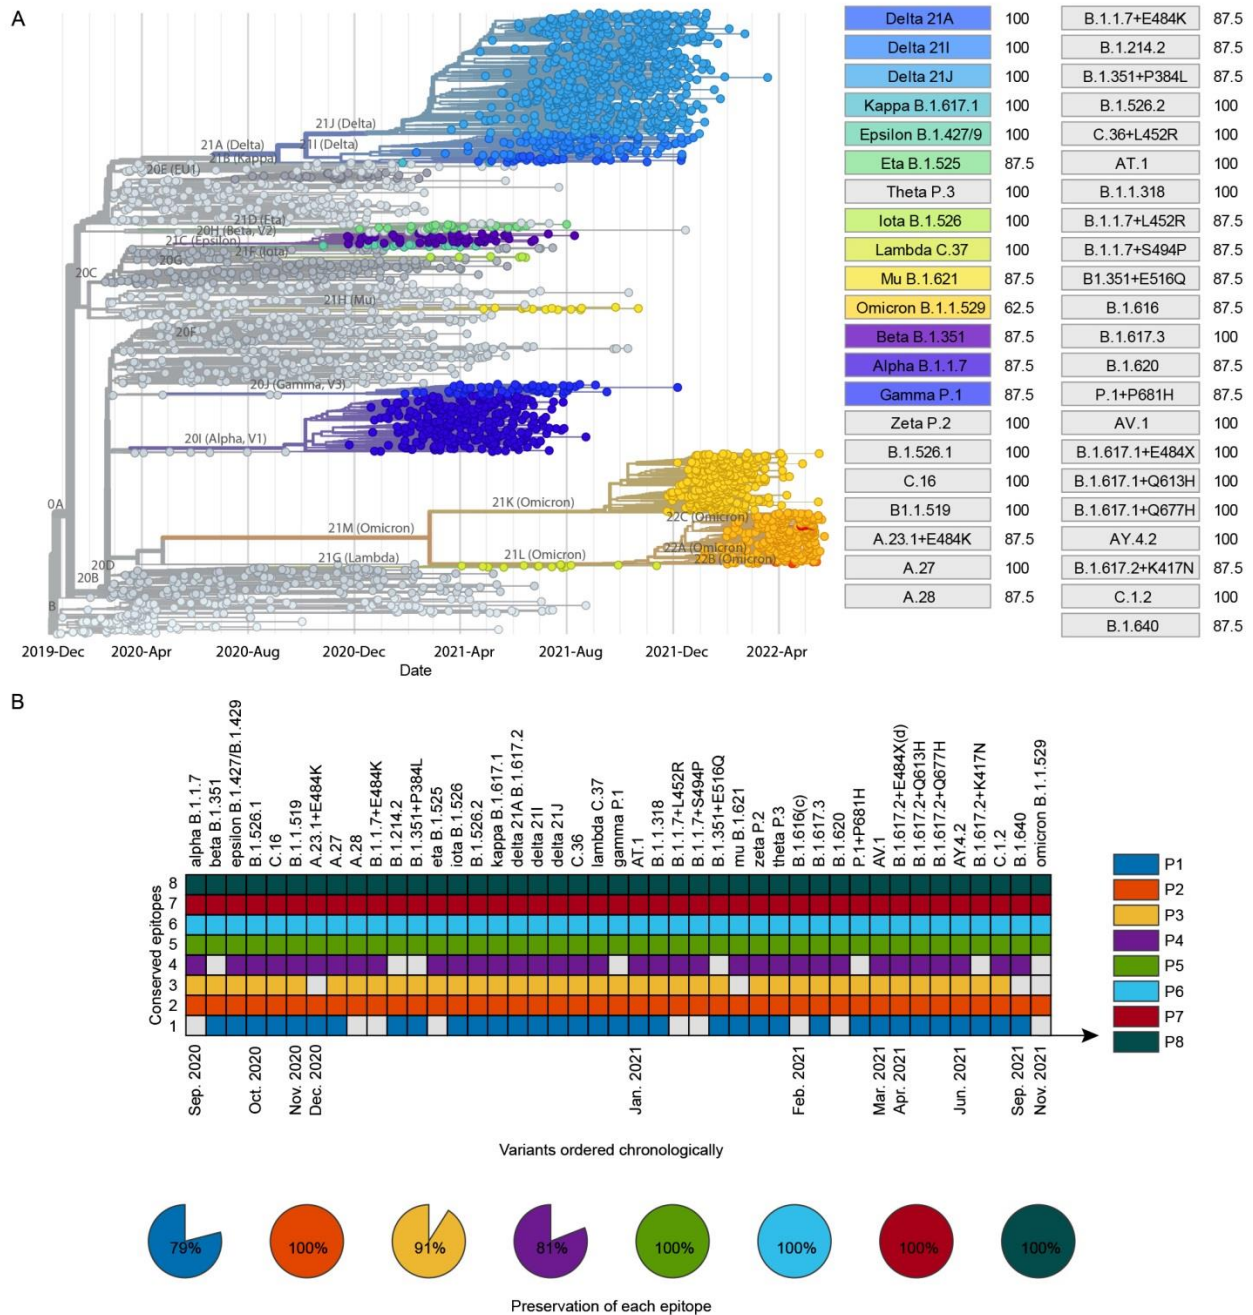 A
21J (Delta)
21A (Delta)
21I (Delta)
21B (Kappa)
20E (EU1)
21D (Eta)
20H (Beta, V2)
21C (Epsilon)
21F (Iota)
20G
20C
21H (Mu)
20F
20J (Gamma, V3)
20I (Alpha, V1)
0A
21K (Omicron)
22C (Omicron)
21M (Omicron)
22A (Omicron)
21G (Lambda)
21L (Omicron)
22B (Omicron)
20D
20B
B
2019-Dec 2020-Apr 2020-Aug 2020-Dec 2021-Apr 2021-Aug 2021-Dec 2022-Apr
Date
Delta 21A 100 B.1.1.7+E484K 87.5
Delta 21I 100 B.1.214.2 87.5
Delta 21J 100 B.1.351+P384L 87.5
Kappa B.1.617.1 100 B.1.526.2 100
Epsilon B.1.427/9 100 C.36+L452R 100
Eta B.1.525 87.5 AT.1 100
Theta P.3 100 B.1.1.318 100
Iota B.1.526 100 B.1.1.7+L452R 87.5
Lambda C.37 100 B.1.1.7+S494P 87.5
Mu B.1.621 87.5 B1.351+E516Q 87.5
Omicron B.1.1.529 62.5 B.1.616 87.5
Beta B.1.351 87.5 B.1.617.3 100
Alpha B.1.1.7 87.5 B.1.620 87.5
Gamma P.1 87.5 P.1+P681H 87.5
Zeta P.2 100 AV.1 100
B.1.526.1 100 B.1.617.1+E484X 100
C.16 100 B.1.617.1+Q613H 100
B1.1.519 100 B.1.617.1+Q677H 100
A.23.1+E484K 87.5 AY.4.2 100
A.27 100 B.1.617.2+K417N 87.5
A.28 87.5 C.1.2 100
B.1.640 87.5
B
alpha B.1.1.7
beta B.1.351
epsilon B.1.427/B.1.429
B.1.526.1
C.16
B.1.1.519
A.23.1+E484K
A.27
A.28
B.1.1.7+E484K
B.1.214.2
B.1.351+P384L
eta B.1.525
iota B.1.526
B.1.526.2
kappa B.1.617.1
delta 21A B.1.617.2
delta 21I
delta 21J
C.36
lambda C.37
gamma P.1
AT.1
B.1.1.318
B.1.1.7+L452R
B.1.1.7+S494P
B.1.351+E516Q
mu B.1.621
zeta P.2
theta P.3
B.1.616(c)
B.1.617.3
B.1.620
P.1+P681H
AV.1
B.1.617.2+E484X(d)
B.1.617.2+Q613H
B.1.617.2+Q677H
AY.4.2
B.1.617.2+K417N
C.1.2
B.1.640
omicron B.1.1.529
Conserved epitopes
8
7
6
5
4
3
2
1
P1
P2
P3
P4
P5
P6
P7
P8
Sep. 2020
Oct. 2020
Nov. 2020
Dec. 2020
Jan. 2021
Feb. 2021
Mar. 2021
Apr. 2021
Jun. 2021
Sep. 2021
Nov. 2021
Variants ordered chronologically
79% 100% 91% 81% 100% 100% 100% 100%
Preservation of each epitope